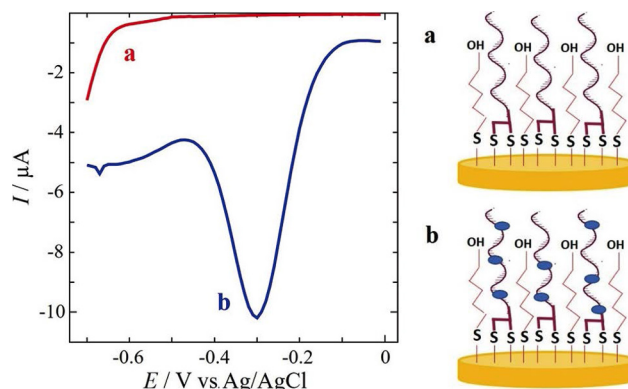 a
b
-2
-4
-6
-8
-10
-0.6
-0.4
-0.2
0
I / μA
E / V vs.Ag/AgCl
a
OH OH OH OH
S S S S S S S S S S S
b
OH OH OH OH
S S S S S S S S S S S